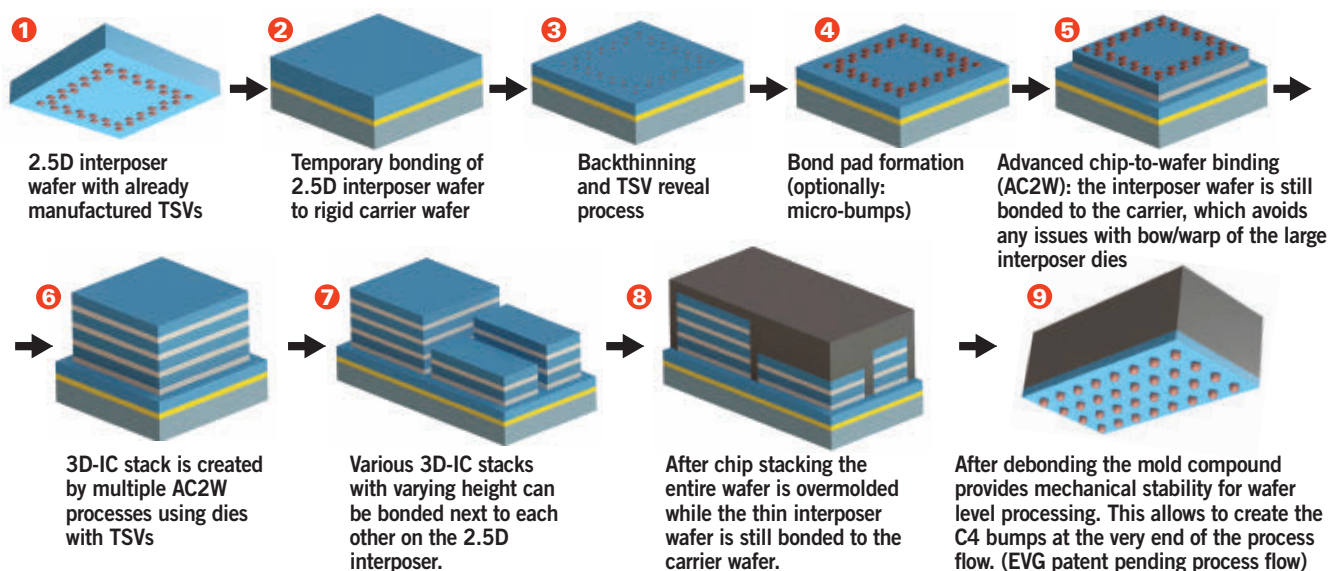 1
2.5D interposer
wafer with already
manufactured TSVs
2
Temporary bonding of
2.5D interposer wafer
to rigid carrier wafer
3
Backthinning
and TSV reveal
process
4
Bond pad formation
(optionally:
micro-bumps)
5
Advanced chip-to-wafer binding
(AC2W): the interposer wafer is still
bonded to the carrier, which avoids
any issues with bow/warp of the large
interposer dies
6
3D-IC stack is created
by multiple AC2W
processes using dies
with TSVs
7
Various 3D-IC stacks
with varying height can
be bonded next to each
other on the 2.5D
interposer.
8
After chip stacking the
entire wafer is overmolded
while the thin interposer
wafer is still bonded to the
carrier wafer.
9
After debonding the mold compound
provides mechanical stability for wafer
level processing. This allows to create the
C4 bumps at the very end of the process
flow. (EVG patent pending process flow)